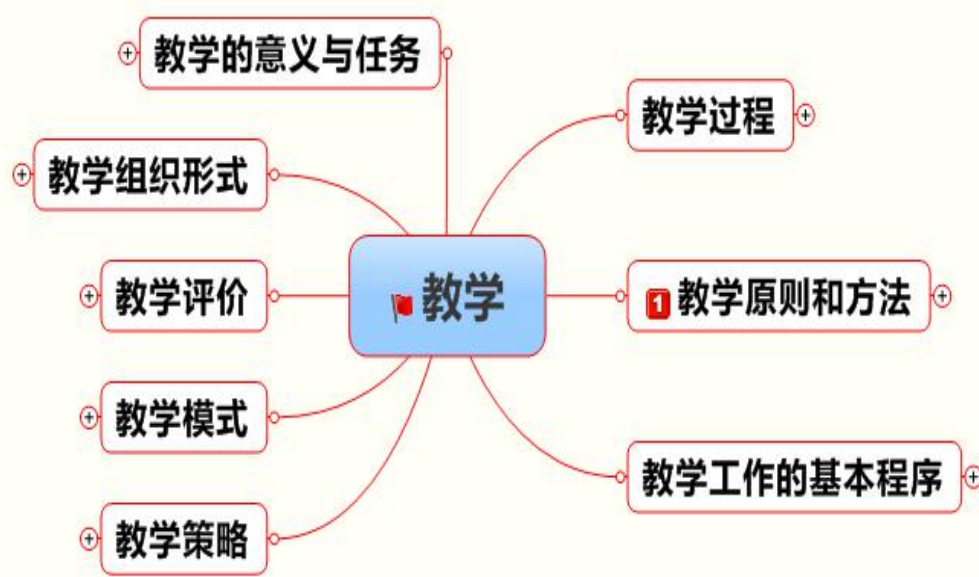 教学的意义与任务
教学过程
教学组织形式
教学评价
教学
1 教学原则和方法
教学模式
教学工作的基本程序
教学策略